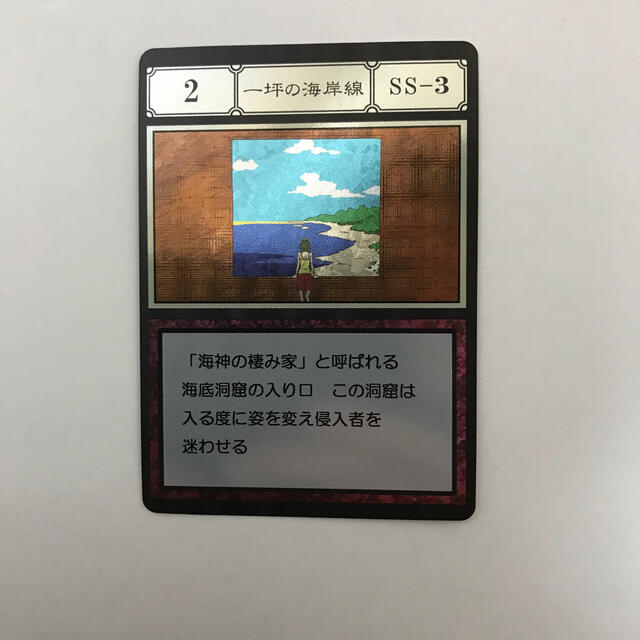 2 一坪の海岸線 SS-3
「海神の棲み家」と呼ばれる
海底洞窟の入り口　この洞窟は
入る度に姿を変え侵入者を
迷わせる